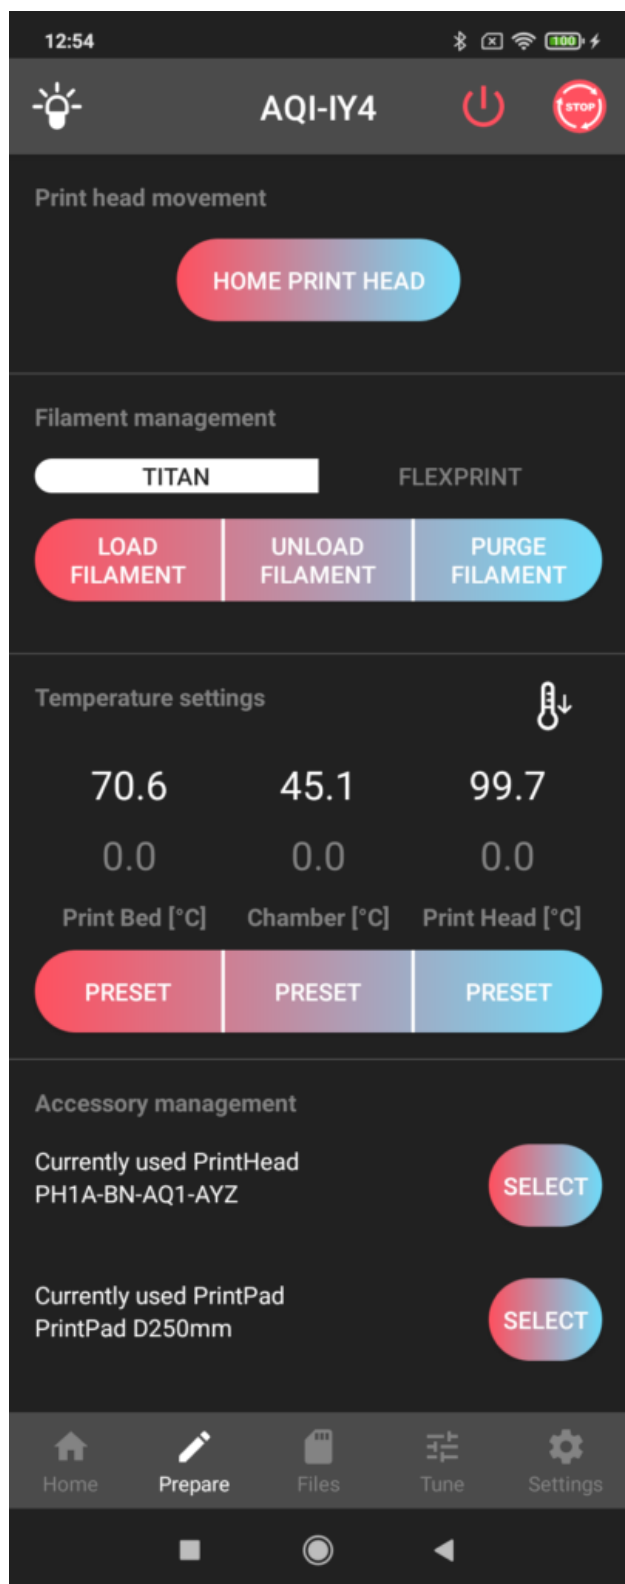 12:54
100
AQI-IY4
STOP
Print head movement
HOME PRINT HEAD
Filament management
TITAN
FLEXPRINT
LOAD
FILAMENT
UNLOAD
FILAMENT
PURGE
FILAMENT
Temperature settings
70.6 45.1 99.7
0.0 0.0 0.0
Print Bed [°C] Chamber [°C] Print Head [°C]
PRESET PRESET PRESET
Accessory management
Currently used PrintHead
PH1A-BN-AQ1-AYZ
SELECT
Currently used PrintPad
PrintPad D250mm
SELECT
Home Prepare Files Tune Settings